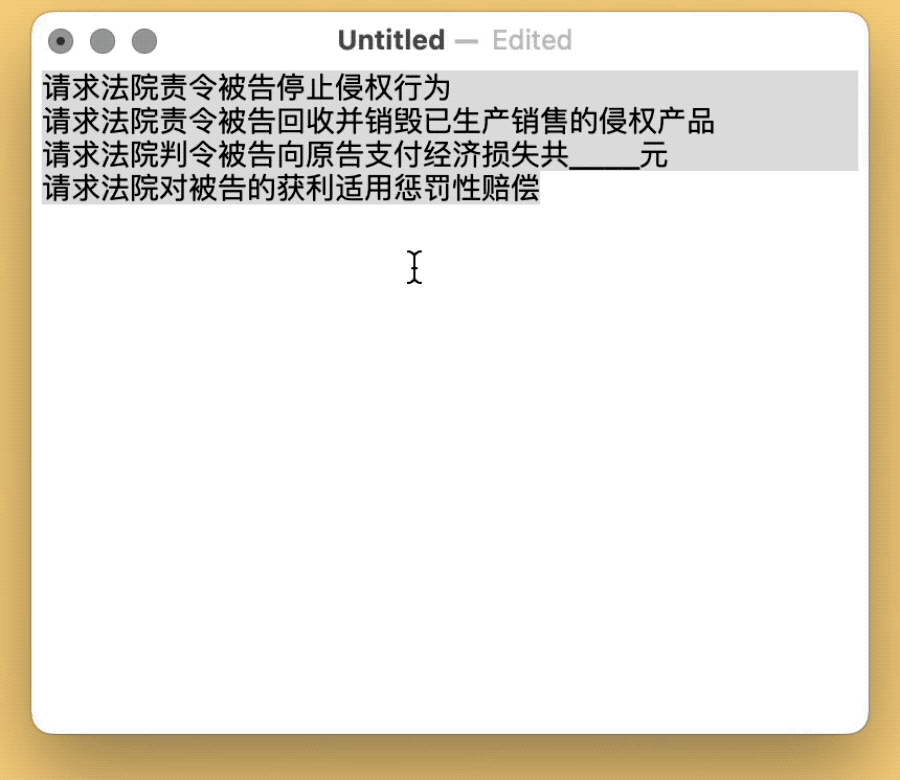 Untitled — Edited
请求法院责令被告停止侵权行为
请求法院责令被告回收并销毁已生产销售的侵权产品
请求法院判令被告向原告支付经济损失共_____元
请求法院对被告的获利适用惩罚性赔偿